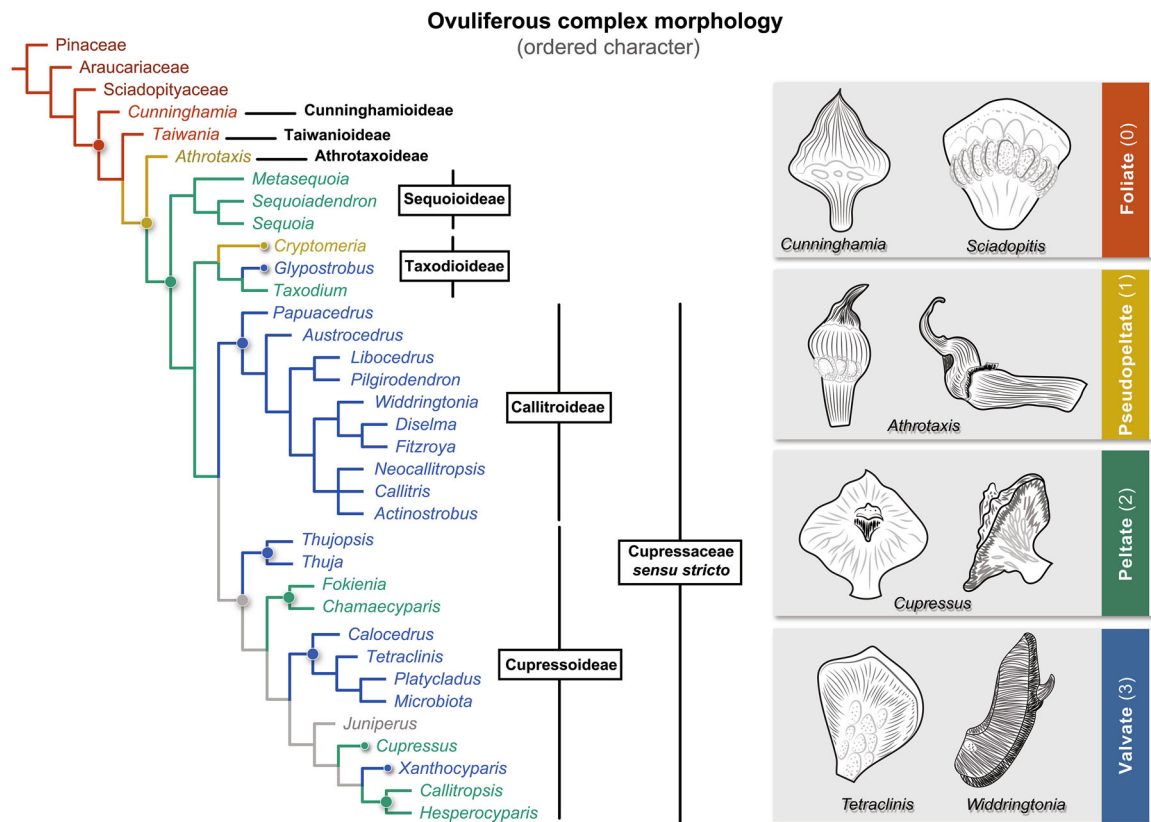 Ovuliferous complex morphology
(ordered character)
Pinaceae
Araucariaceae
Sciadopityaceae
Cunninghamia
Cunninghamioideae
Taiwania
Taiwanioideae
Athrotaxis
Athrotaxoideae
Metasequoia
Sequoiadendron
Sequoia
Sequoioideae
Cryptomeria
Glypostrobus
Taxodium
Taxodioideae
Papuacedrus
Austrocedrus
Libocedrus
Pilgirodendron
Widdringtonia
Diselma
Fitzroya
Neocallitropsis
Callitris
Actinostrobus
Callitroideae
Thujopsis
Thuja
Fokienia
Chamaecyparis
Calocedrus
Tetraclinis
Platycladus
Microbiota
Juniperus
Cupressus
Xanthocyparis
Callitropsis
Hesperocyparis
Cupressoideae
Cupressaceae
sensu stricto
Cunninghamia
Sciadopitis
Foliate (0)
Athrotaxis
Pseudopeltate (1)
Cupressus
Peltate (2)
Tetraclinis
Widdringtonia
Valvate (3)